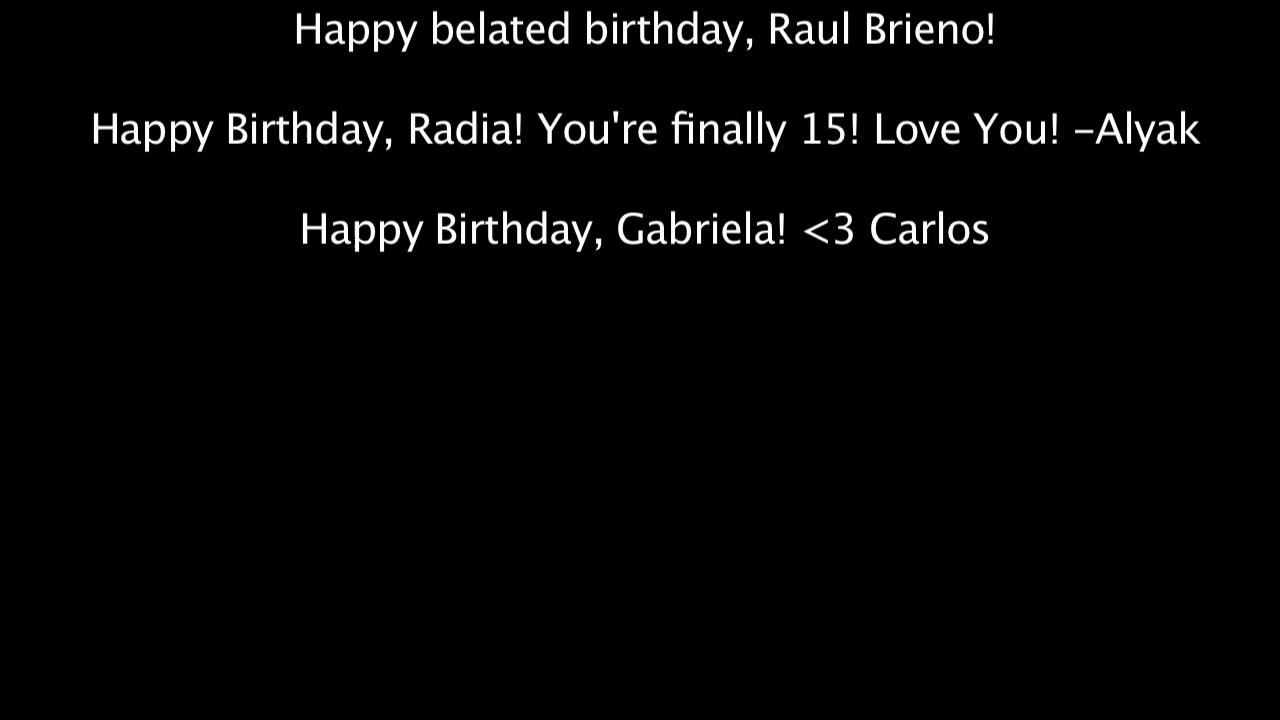 Happy belated birthday, Raul Brieno!
Happy Birthday, Radia! You're finally 15! Love You! –Alyak
Happy Birthday, Gabriela! <3 Carlos